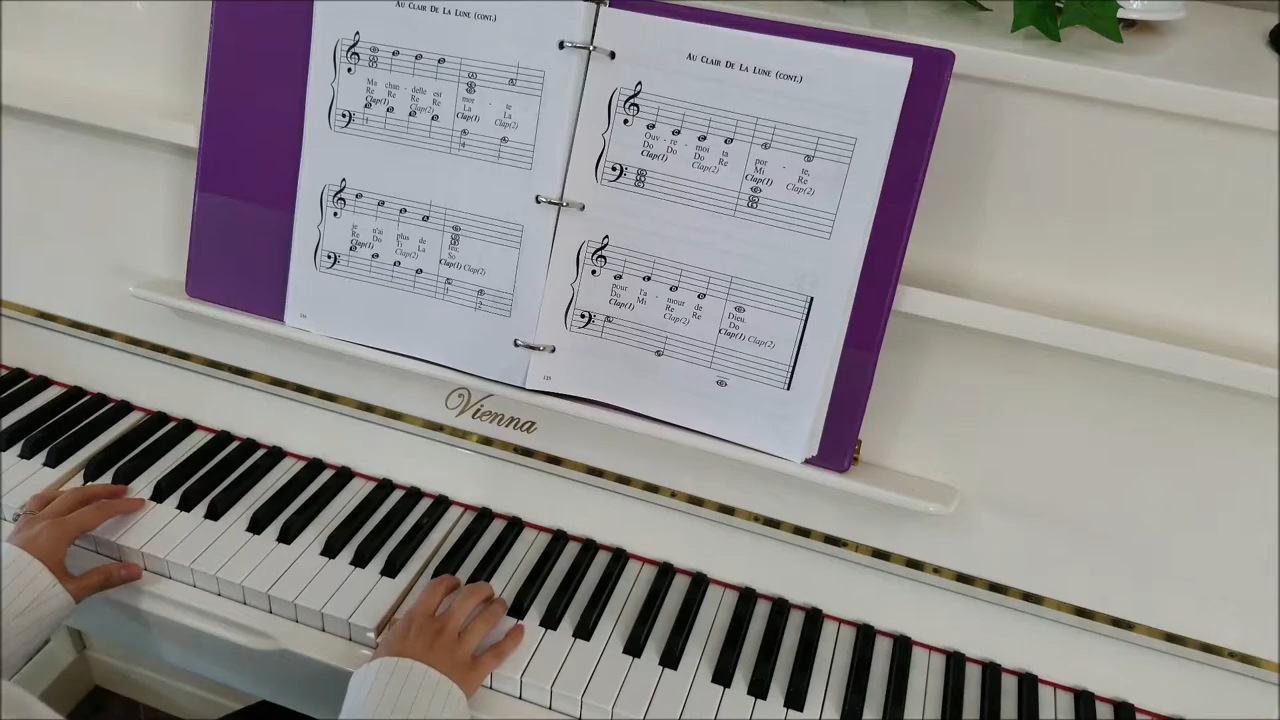 Au Clair De La Lune (cont.)
Ma chan - delle est mor - te
Re Re Re Re La La
Clap(1) Clap(2) Clap(1) Clap(2)
je n'ai plus de feu.
Re Do Ti La So
Clap(1) Clap(2) Clap(1) Clap(2)
Au Clair De La Lune (cont.)
Ouv - re - moi ta por - te,
Do Do Do Re Mi Re
Clap(1) Clap(2) Clap(1) Clap(2)
pour l'a - mour de Dieu.
Do Mi Re Re Do
Clap(1) Clap(2) Clap(1) Clap(2)
125
Vienna